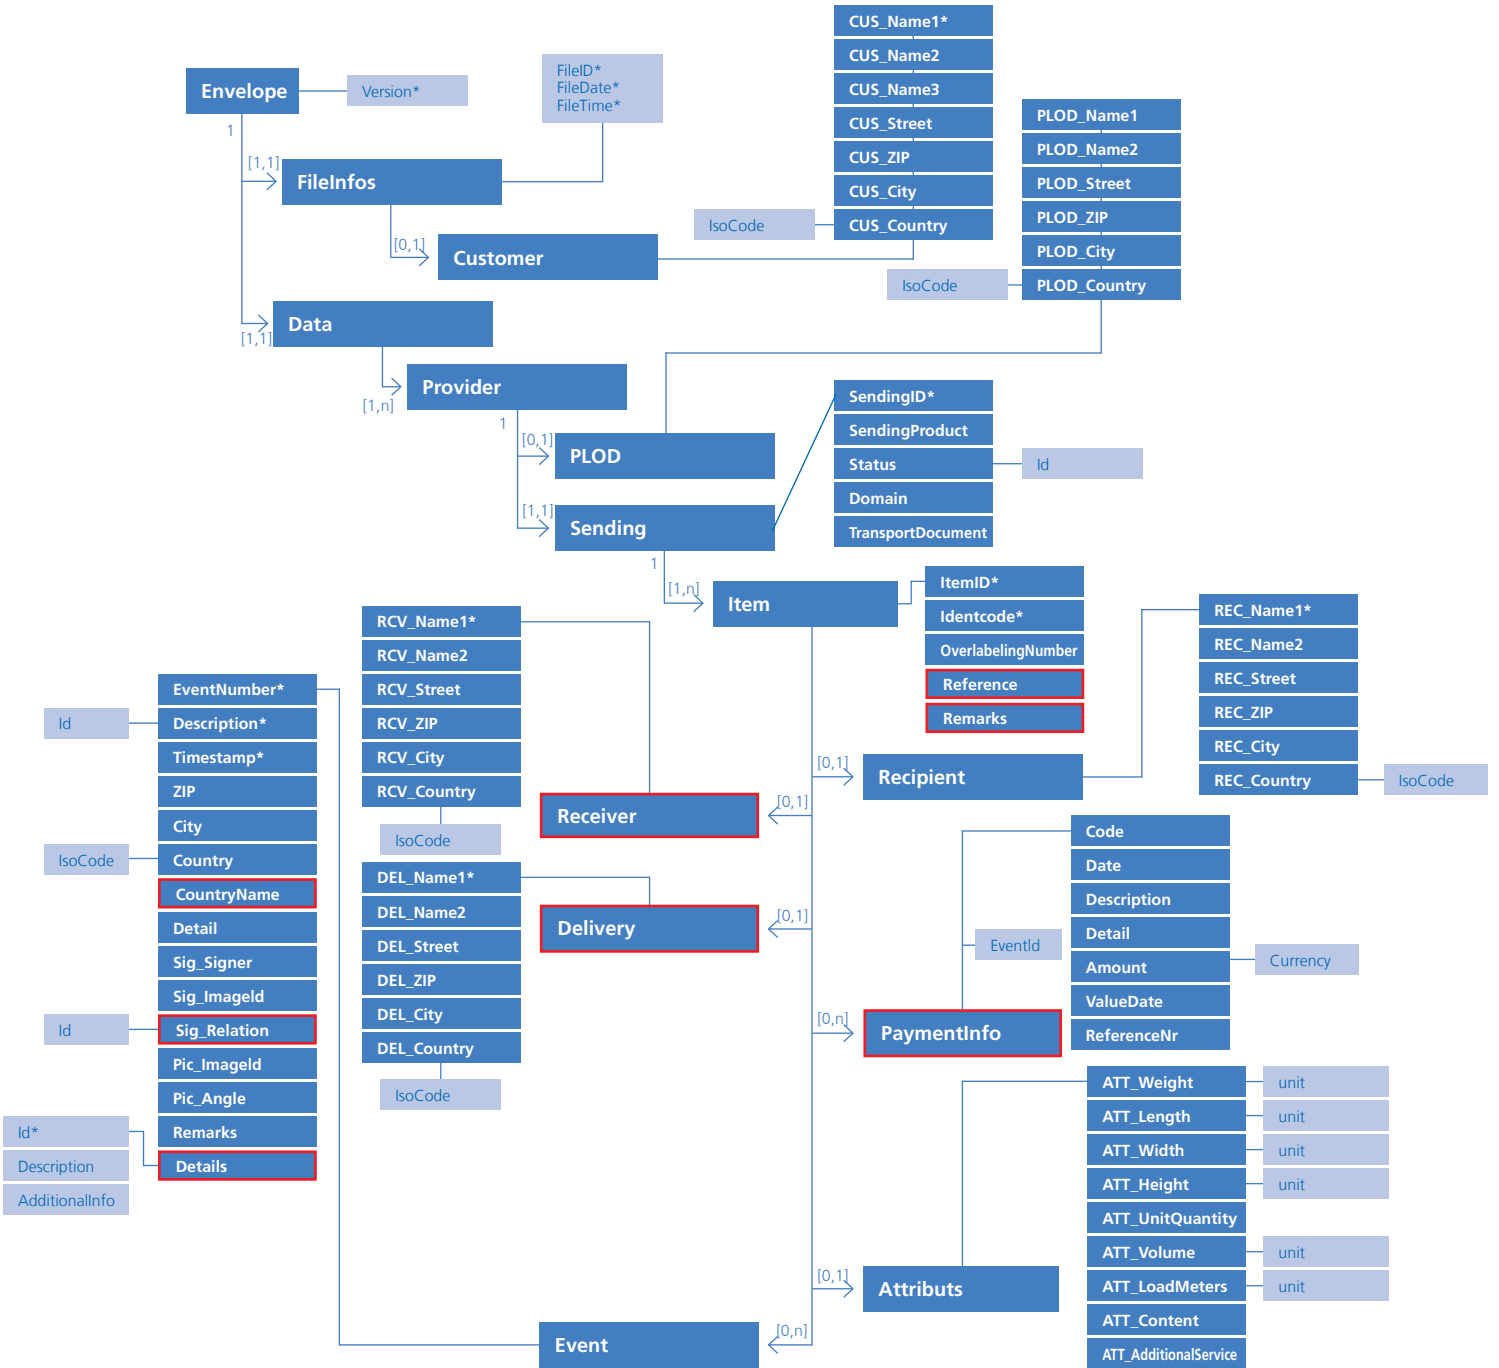 Envelope
Version*
1
[1,1]
FileInfos
FileID*
FileDate*
FileTime*
[0,1]
Customer
CUS_Name1*
CUS_Name2
CUS_Name3
CUS_Street
CUS_ZIP
CUS_City
CUS_Country
IsoCode
PLOD_Name1
PLOD_Name2
PLOD_Street
PLOD_ZIP
PLOD_City
PLOD_Country
IsoCode
[1,1]
Data
[1,n]
Provider
1
[0,1]
PLOD
[1,1]
Sending
SendingID*
SendingProduct
Status
Id
Domain
TransportDocument
1
[1,n]
Item
ItemID*
Identcode*
OverlabelingNumber
Reference
Remarks
[0,1]
Recipient
REC_Name1*
REC_Name2
REC_Street
REC_ZIP
REC_City
REC_Country
IsoCode
[0,1]
Receiver
RCV_Name1*
RCV_Name2
RCV_Street
RCV_ZIP
RCV_City
RCV_Country
IsoCode
[0,1]
Delivery
DEL_Name1*
DEL_Name2
DEL_Street
DEL_ZIP
DEL_City
DEL_Country
IsoCode
[0,n]
PaymentInfo
EventId
Code
Date
Description
Detail
Amount
Currency
ValueDate
ReferenceNr
[0,1]
Attributs
ATT_Weight
unit
ATT_Length
unit
ATT_Width
unit
ATT_Height
unit
ATT_UnitQuantity
ATT_Volume
unit
ATT_LoadMeters
unit
ATT_Content
ATT_AdditionalService
[0,n]
Event
EventNumber*
Description*
Id
Timestamp*
ZIP
City
Country
IsoCode
CountryName
Detail
Sig_Signer
Sig_ImageId
Sig_Relation
Id
Pic_ImageId
Pic_Angle
Remarks
Details
Id*
Description
AdditionalInfo